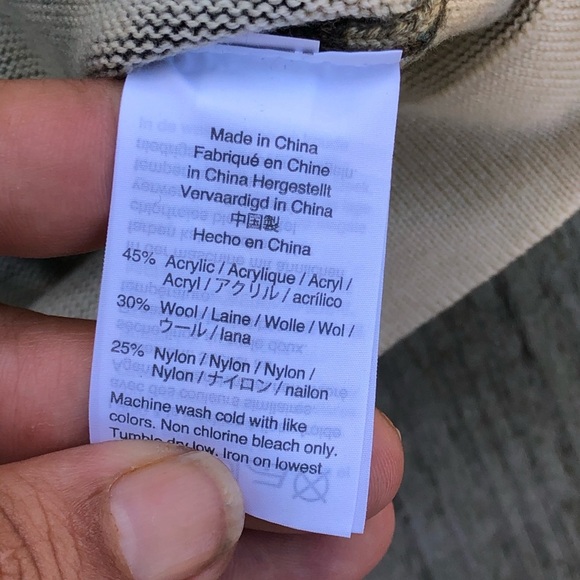 Made in China
Fabriqué en Chine
in China Hergestellt
Vervaardigd in China
中国製
Hecho en China
45% Acrylic / Acrylique / Acryl /
Acryl / アクリル / acrílico
30% Wool / Laine / Wolle / Wol /
ウール / lana
25% Nylon / Nylon / Nylon /
Nylon / ナイロン / nailon
Machine wash cold with like
colors. Non chlorine bleach only.
Tumble dry low. Iron on lowest